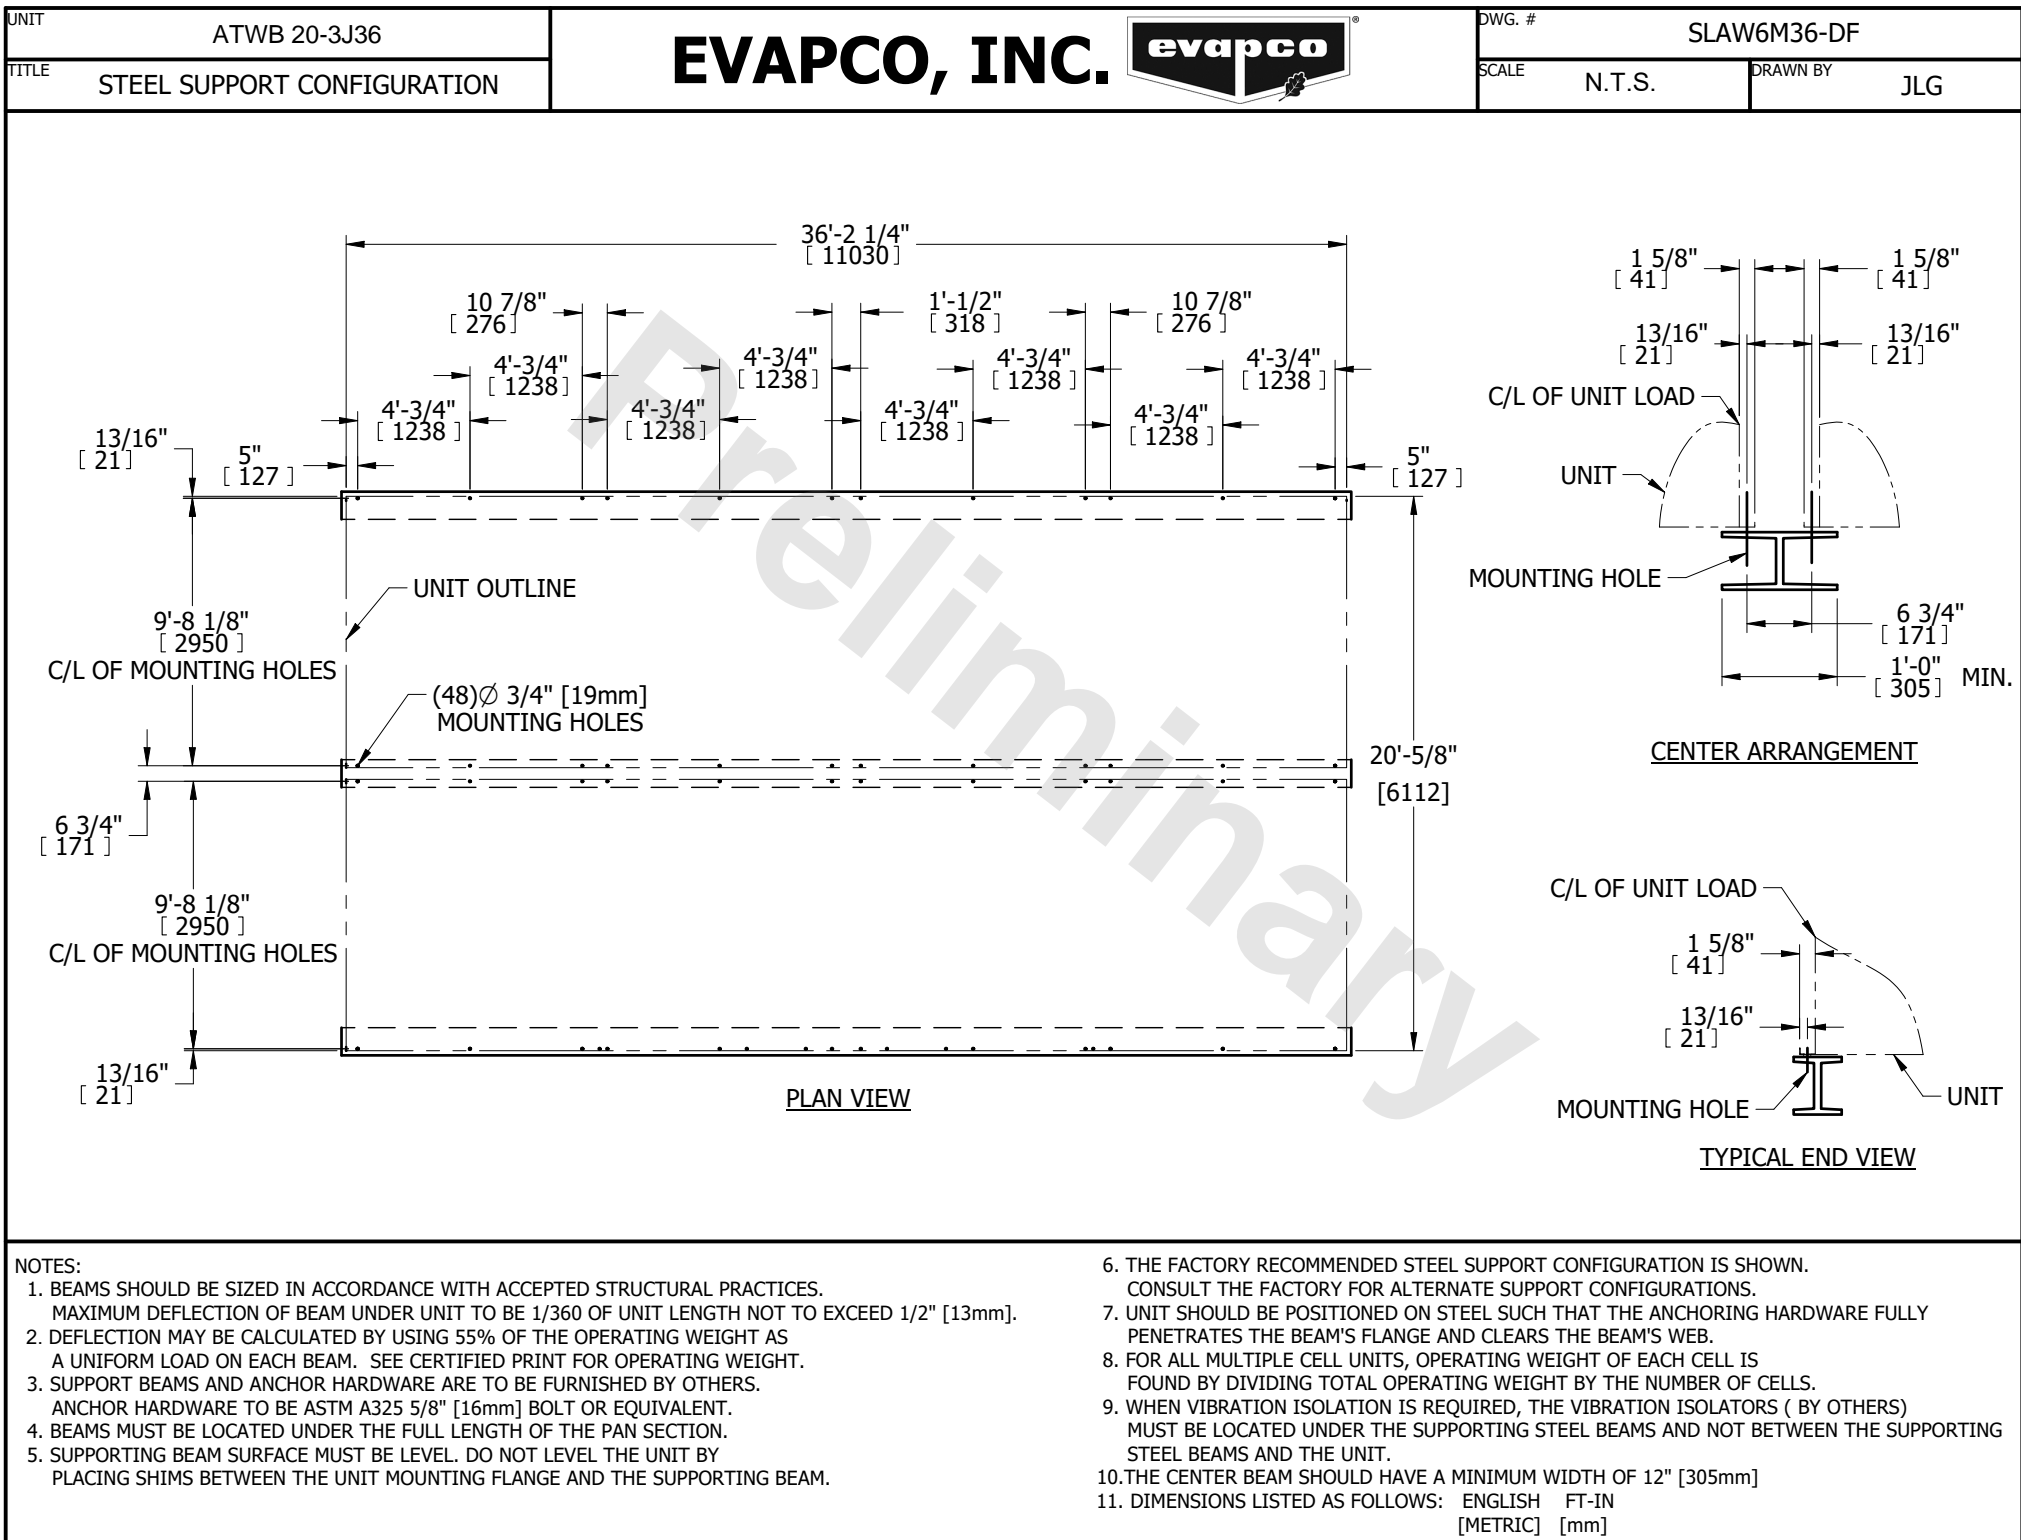 UNIT
ATWB 20-3J36
TITLE
STEEL SUPPORT CONFIGURATION
EVAPCO, INC.
evapco
®
DWG. #
SLAW6M36-DF
SCALE
N.T.S.
DRAWN BY
JLG
36'-2 1/4"
[ 11030]
10 7/8"
[ 276]
1'-1/2"
[ 318 ]
10 7/8"
[ 276 ]
4'-3/4"
[ 1238]
4'-3/4"
[ 1238]
4'-3/4"
[ 1238]
4'-3/4"
[ 1238]
4'-3/4"
[ 1238 ]
4'-3/4"
[ 1238]
4'-3/4"
[ 1238]
4'-3/4"
[ 1238]
13/16"
[ 21]
5"
[ 127 ]
5"
[ 127 ]
UNIT OUTLINE
9'-8 1/8"
[ 2950 ]
C/L OF MOUNTING HOLES
(48)Ø 3/4" [19mm]
MOUNTING HOLES
20'-5/8"
[6112]
6 3/4"
[ 171 ]
9'-8 1/8"
[ 2950 ]
C/L OF MOUNTING HOLES
13/16"
[ 21]
PLAN VIEW
Preliminary
1 5/8"
[ 41]
1 5/8"
[ 41]
13/16"
[ 21]
13/16"
[ 21]
C/L OF UNIT LOAD
UNIT
MOUNTING HOLE
6 3/4"
[ 171]
1'-0"
[ 305] MIN.
CENTER ARRANGEMENT
C/L OF UNIT LOAD
1 5/8"
[ 41]
13/16"
[ 21]
MOUNTING HOLE
UNIT
TYPICAL END VIEW
NOTES:
1. BEAMS SHOULD BE SIZED IN ACCORDANCE WITH ACCEPTED STRUCTURAL PRACTICES.
MAXIMUM DEFLECTION OF BEAM UNDER UNIT TO BE 1/360 OF UNIT LENGTH NOT TO EXCEED 1/2" [13mm].
2. DEFLECTION MAY BE CALCULATED BY USING 55% OF THE OPERATING WEIGHT AS
A UNIFORM LOAD ON EACH BEAM. SEE CERTIFIED PRINT FOR OPERATING WEIGHT.
3. SUPPORT BEAMS AND ANCHOR HARDWARE ARE TO BE FURNISHED BY OTHERS.
ANCHOR HARDWARE TO BE ASTM A325 5/8" [16mm] BOLT OR EQUIVALENT.
4. BEAMS MUST BE LOCATED UNDER THE FULL LENGTH OF THE PAN SECTION.
5. SUPPORTING BEAM SURFACE MUST BE LEVEL. DO NOT LEVEL THE UNIT BY
PLACING SHIMS BETWEEN THE UNIT MOUNTING FLANGE AND THE SUPPORTING BEAM.
6. THE FACTORY RECOMMENDED STEEL SUPPORT CONFIGURATION IS SHOWN.
CONSULT THE FACTORY FOR ALTERNATE SUPPORT CONFIGURATIONS.
7. UNIT SHOULD BE POSITIONED ON STEEL SUCH THAT THE ANCHORING HARDWARE FULLY
PENETRATES THE BEAM'S FLANGE AND CLEARS THE BEAM'S WEB.
8. FOR ALL MULTIPLE CELL UNITS, OPERATING WEIGHT OF EACH CELL IS
FOUND BY DIVIDING TOTAL OPERATING WEIGHT BY THE NUMBER OF CELLS.
9. WHEN VIBRATION ISOLATION IS REQUIRED, THE VIBRATION ISOLATORS ( BY OTHERS)
MUST BE LOCATED UNDER THE SUPPORTING STEEL BEAMS AND NOT BETWEEN THE SUPPORTING
STEEL BEAMS AND THE UNIT.
10.THE CENTER BEAM SHOULD HAVE A MINIMUM WIDTH OF 12" [305mm]
11. DIMENSIONS LISTED AS FOLLOWS: ENGLISH FT-IN
[METRIC] [mm]